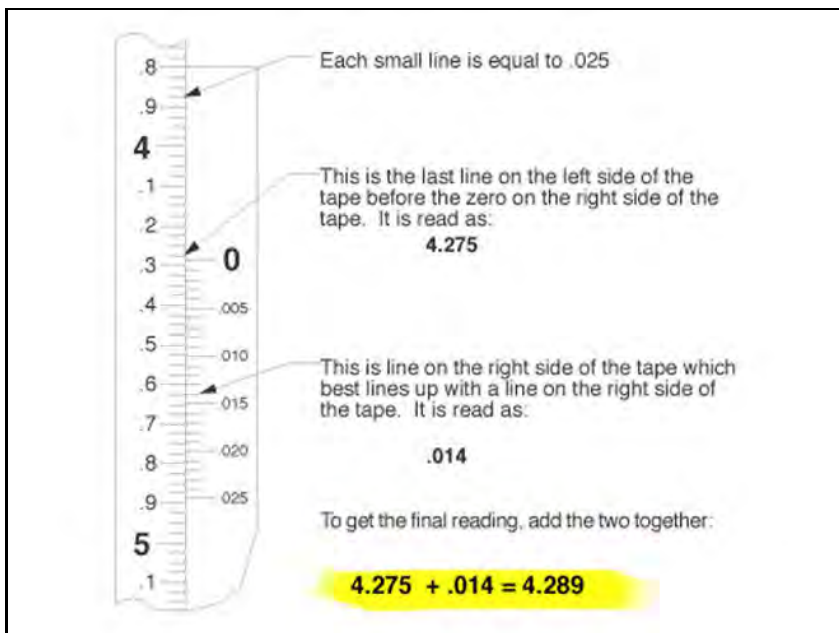 .8
Each small line is equal to .025
.9
4
.1
This is the last line on the left side of the
tape before the zero on the right side of the
tape. It is read as:
4.275
.2
.3
0
.4
.005
.5
.010
.6
This is line on the right side of the tape which
best lines up with a line on the right side of
the tape. It is read as:
.015
.7
.014
.020
.8
.025
.9
To get the final reading, add the two together:
5
.1
4.275 + .014 = 4.289